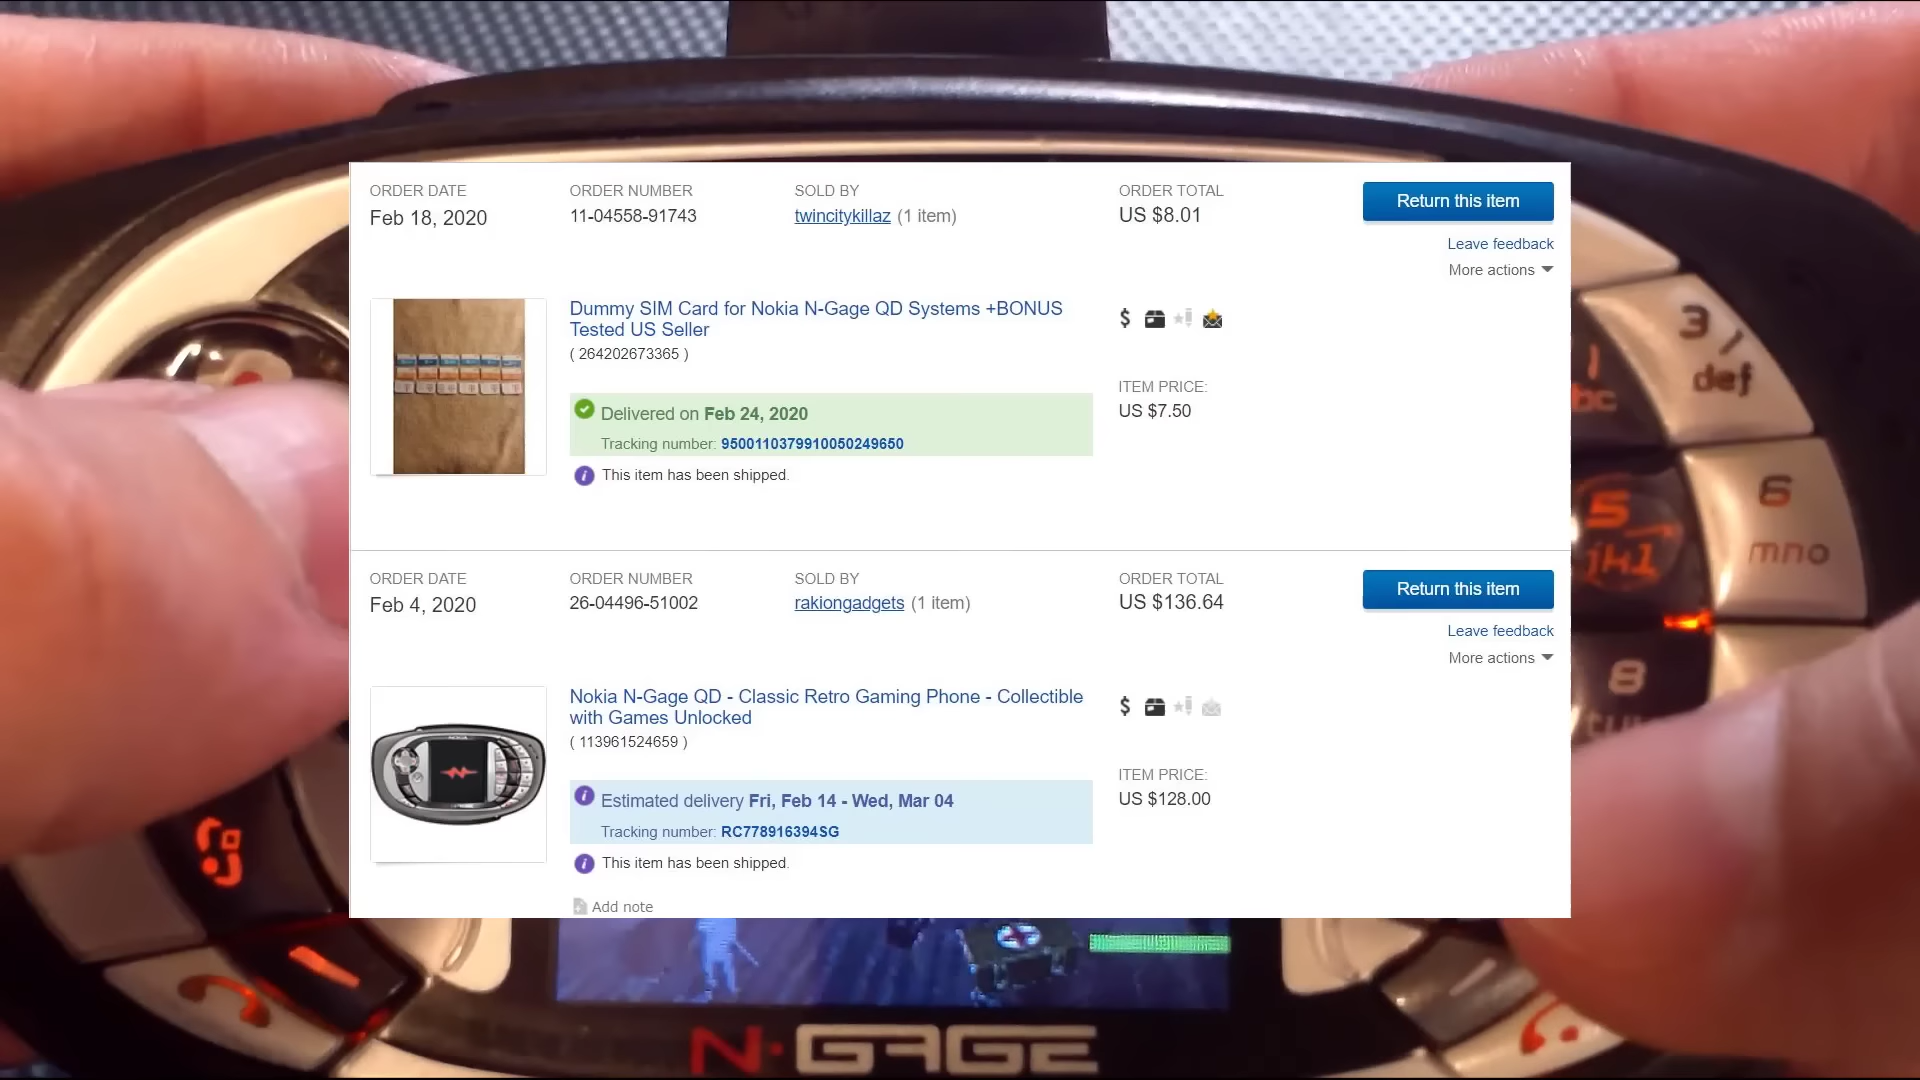 ORDER DATE
Feb 18, 2020
ORDER NUMBER
11-04558-91743
SOLD BY
twincitykillaz (1 item)
ORDER TOTAL
US $8.01
Return this item
Leave feedback
More actions
Dummy SIM Card for Nokia N-Gage QD Systems +BONUS
Tested US Seller
( 264202673365 )
Delivered on Feb 24, 2020
Tracking number: 9500110379910050249650
This item has been shipped.
ITEM PRICE:
US $7.50
ORDER DATE
Feb 4, 2020
ORDER NUMBER
26-04496-51002
SOLD BY
rakiongadgets (1 item)
ORDER TOTAL
US $136.64
Return this item
Leave feedback
More actions
Nokia N-Gage QD - Classic Retro Gaming Phone - Collectible
with Games Unlocked
( 113961524659 )
Estimated delivery Fri, Feb 14 - Wed, Mar 04
Tracking number: RC778916394SG
This item has been shipped.
Add note
ITEM PRICE:
US $128.00
3
def
5
jkl
6
mno
8
N·GAGE